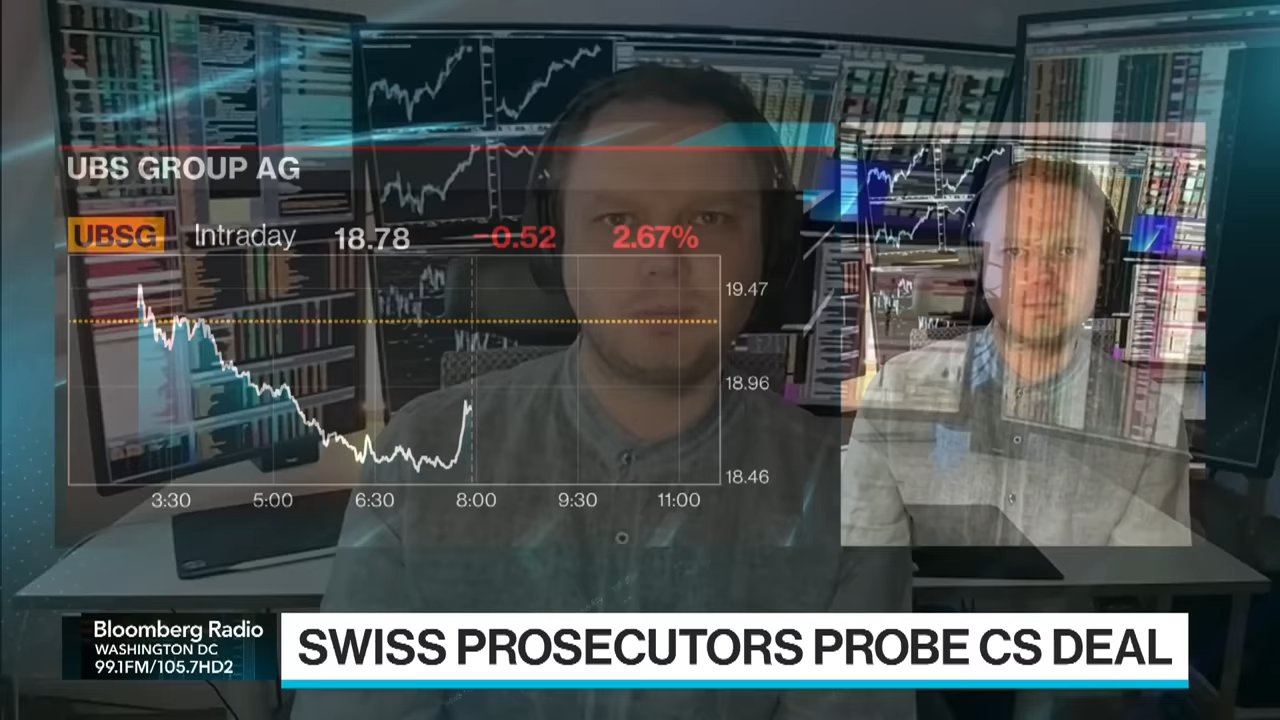 UBS GROUP AG
UBSG Intraday 18.78 -0.52 2.67%
19.47
18.96
18.46
3:30 5:00 6:30 8:00 9:30 11:00
Bloomberg Radio
WASHINGTON DC
99.1FM/105.7HD2
SWISS PROSECUTORS PROBE CS DEAL